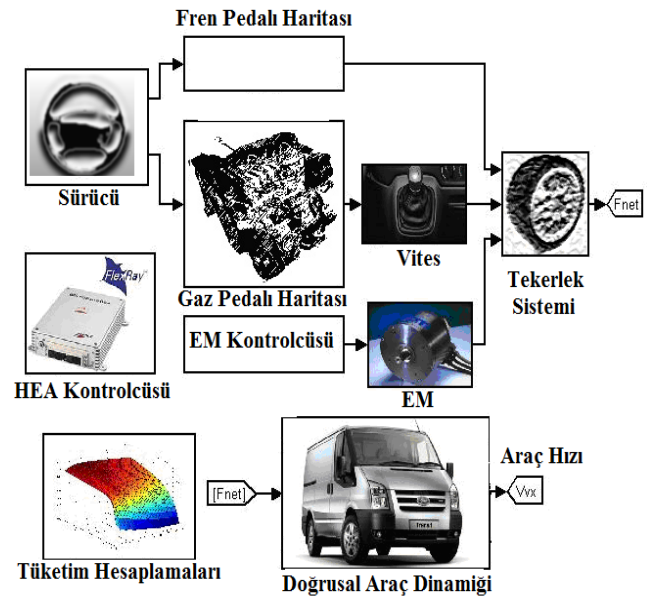 Fren Pedalı Haritası
Sürücü
Gaz Pedalı Haritası
Vites
Tekerlek
Sistemi
Fnet
FlexRay
HEA Kontrolcüsü
EM Kontrolcüsü
EM
Tüketim Hesaplamaları
[Fnet]
Doğrusal Araç Dinamiği
Araç Hızı
Vvx